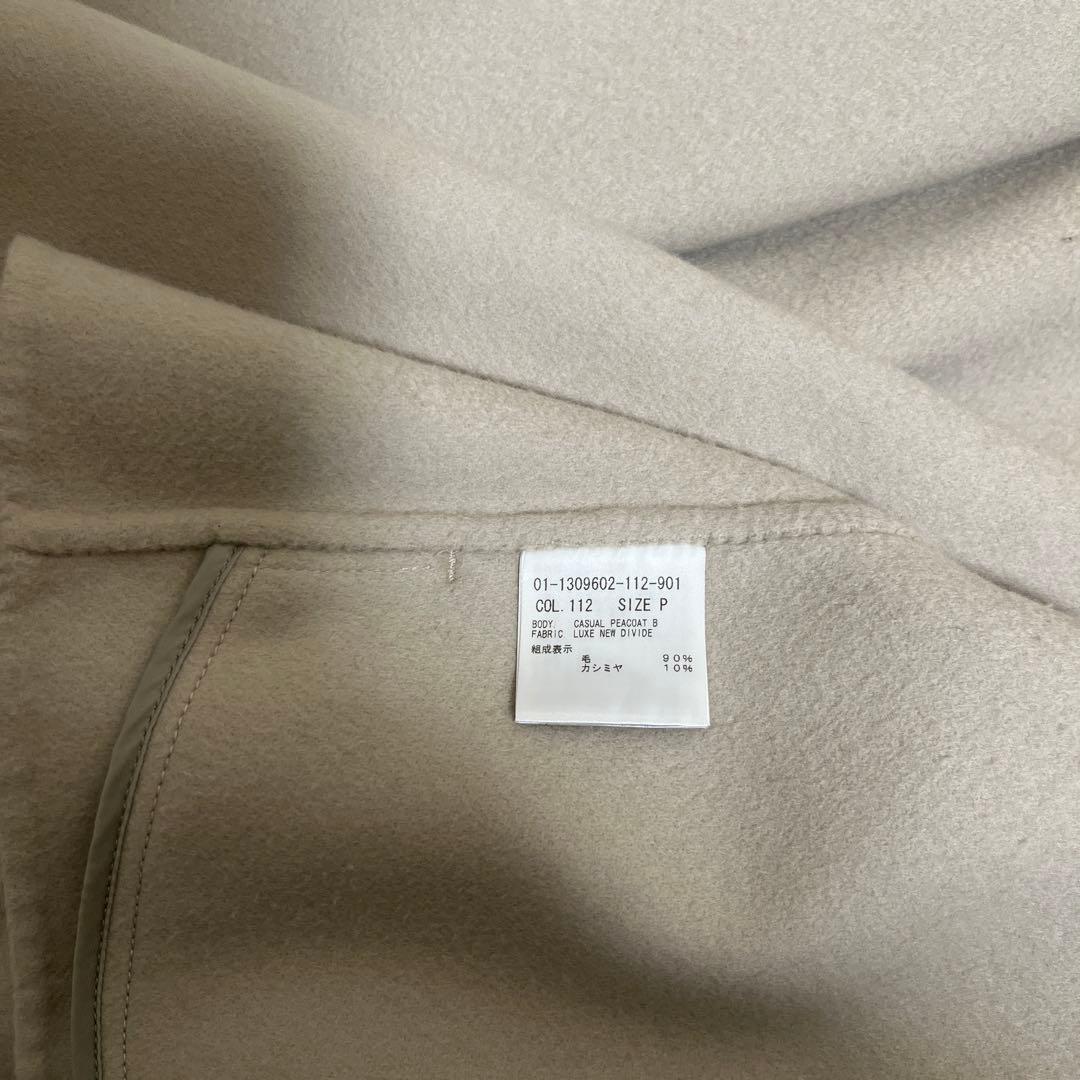 01-1309602-112-901
COL.112 SIZE P
BODY. CASUAL PEACOAT B
FABRIC LUXE NEW DIVIDE
組成表示
毛 90%
カシミヤ 10%